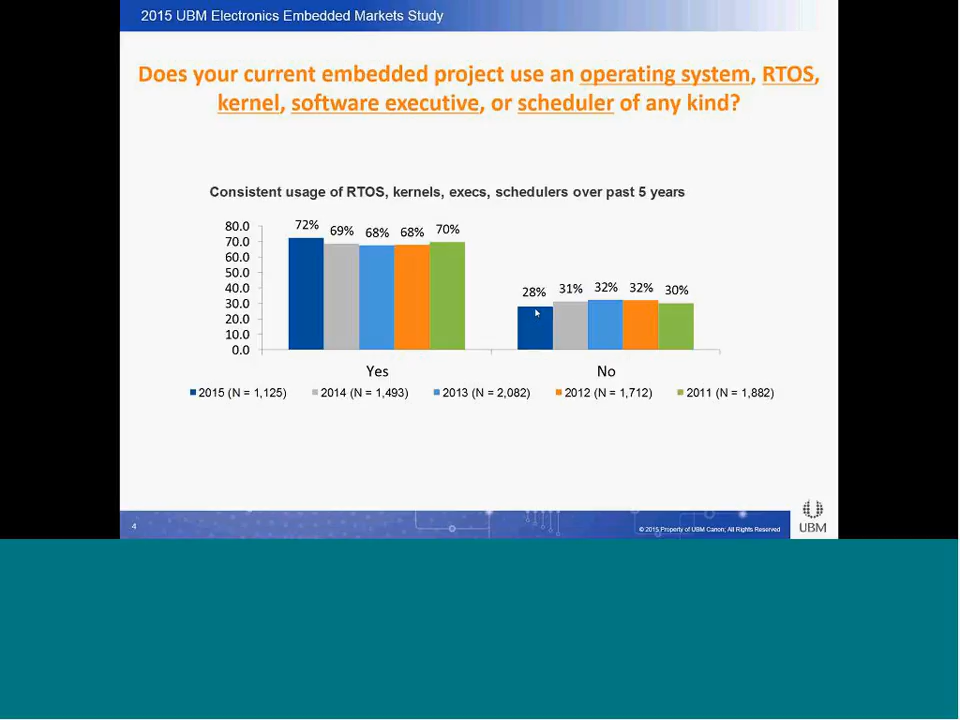 2015 UBM Electronics Embedded Markets Study
Does your current embedded project use an operating system, RTOS,
kernel, software executive, or scheduler of any kind?
Consistent usage of RTOS, kernels, execs, schedulers over past 5 years
80.0
70.0
60.0
50.0
40.0
30.0
20.0
10.0
0.0
72% 69% 68% 68% 70%
28% 31% 32% 32% 30%
Yes No
2015 (N = 1,125) 2014 (N = 1,493) 2013 (N = 2,082) 2012 (N = 1,712) 2011 (N = 1,882)
4
© 2015 Property of UBM Canon; All Rights Reserved
UBM